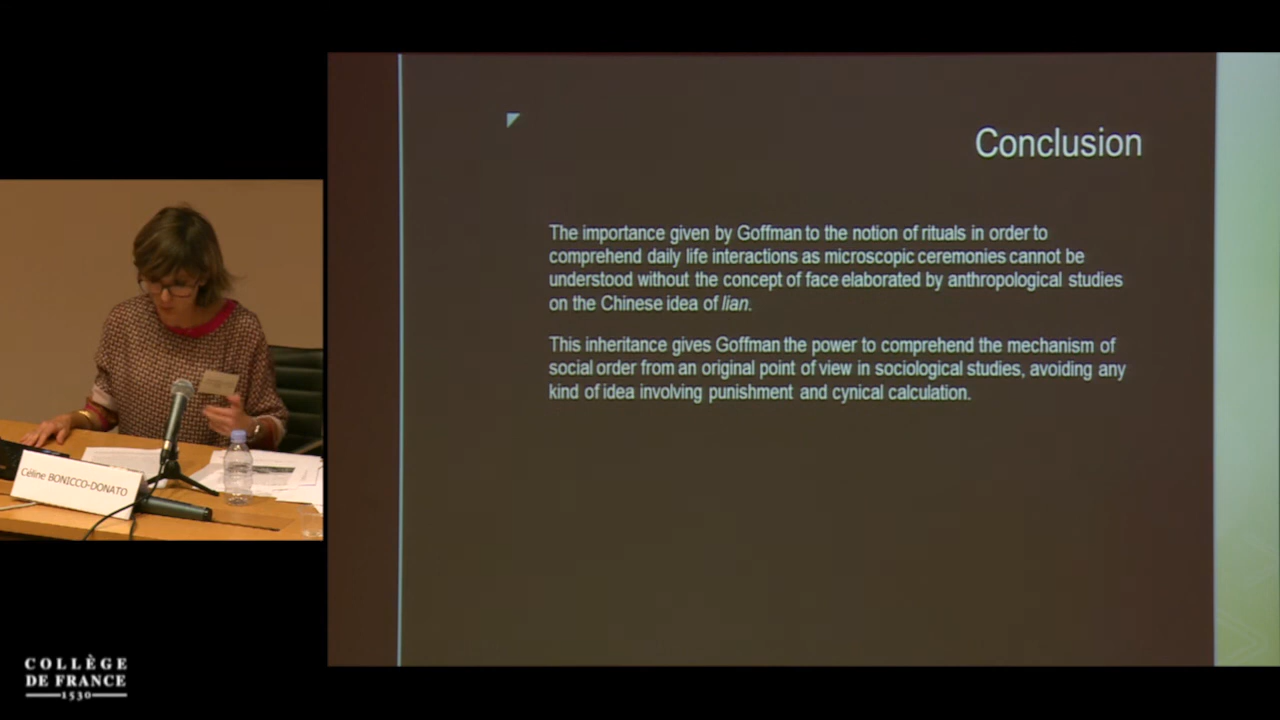 Conclusion
The importance given by Goffman to the notion of rituals in order to
comprehend daily life interactions as microscopic ceremonies cannot be
understood without the concept of face elaborated by anthropological studies
on the Chinese idea of lian.
This inheritance gives Goffman the power to comprehend the mechanism of
social order from an original point of view in sociological studies, avoiding any
kind of idea involving punishment and cynical calculation.
Céline BONICCO-DONATO
COLLÈGE
DE FRANCE
1530